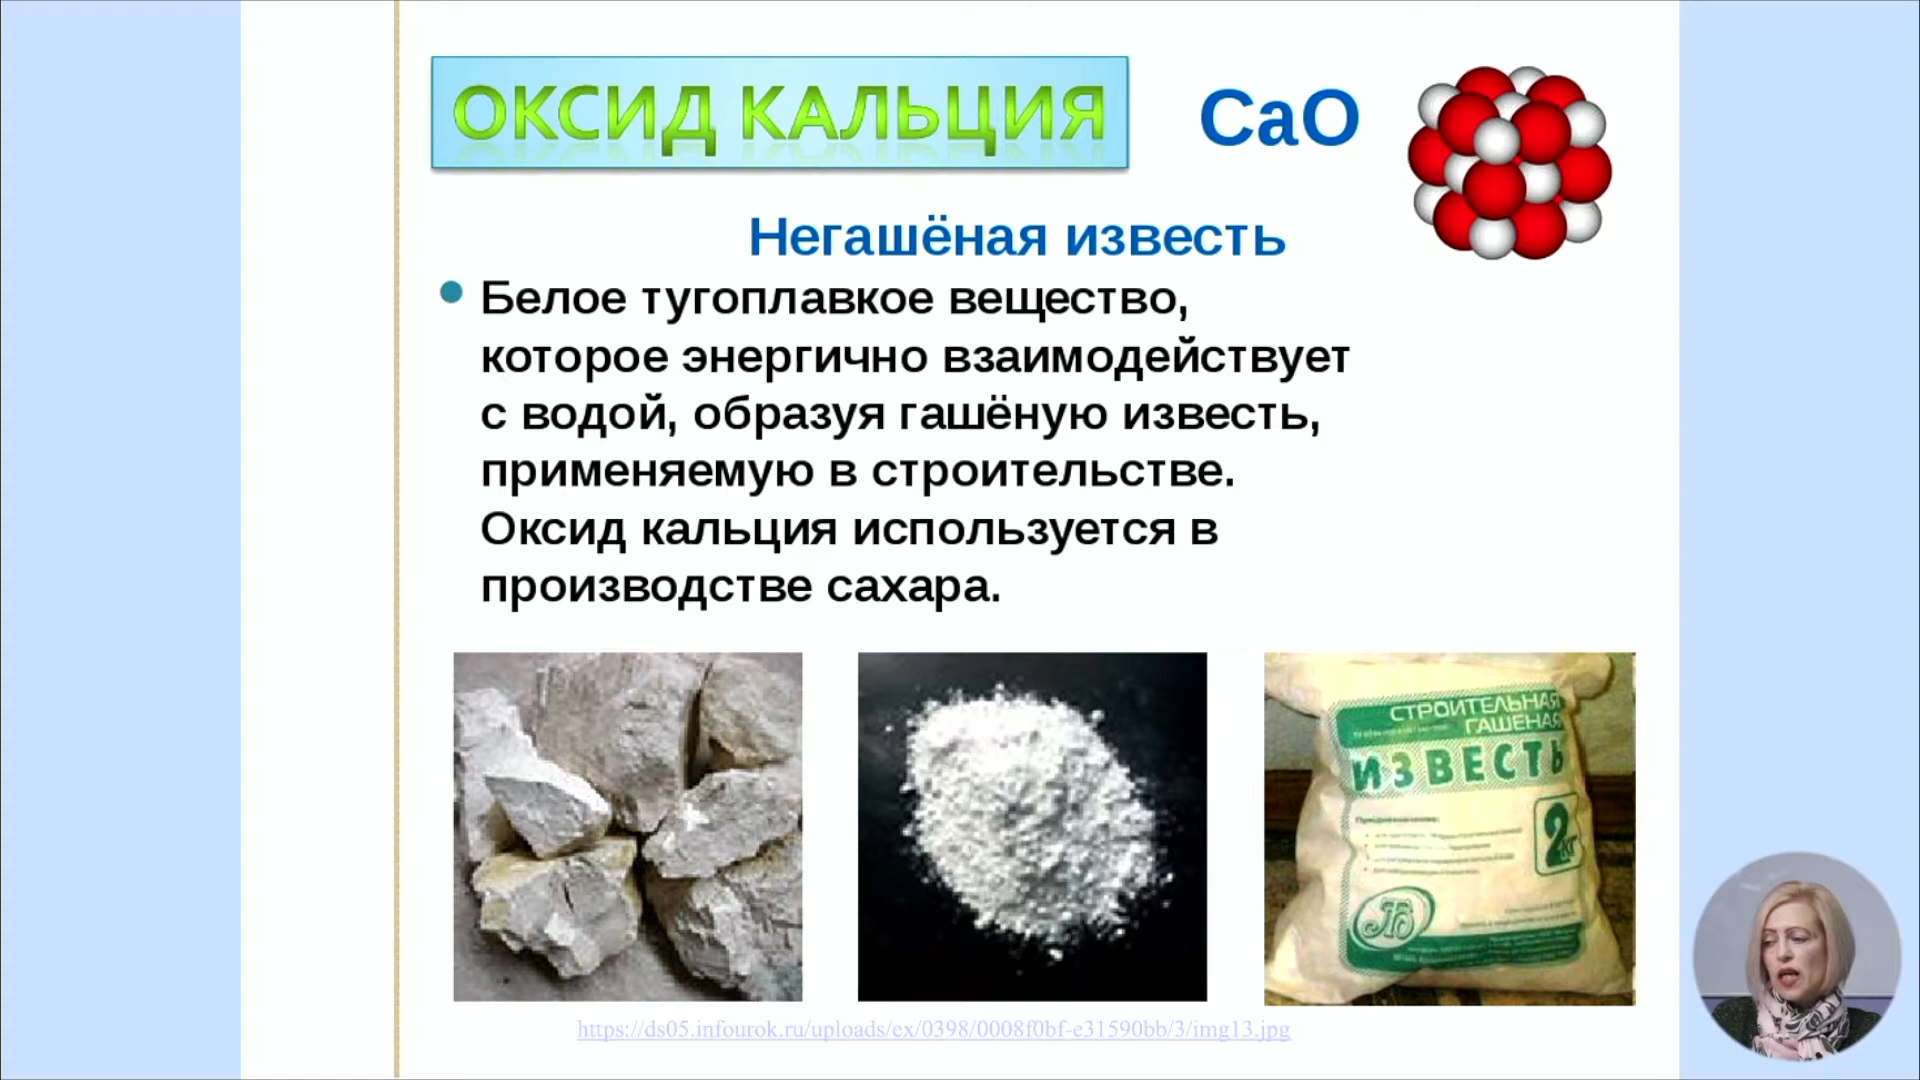 ОКСИД КАЛЬЦИЯ
CaO
Негашёная известь
Белое тугоплавкое вещество,
которое энергично взаимодействует
с водой, образуя гашёную известь,
применяемую в строительстве.
Оксид кальция используется в
производстве сахара.
СТРОИТЕЛЬНАЯ
ГАШЕНАЯ
ИЗВЕСТЬ
2
кг
https://ds05.infourok.ru/uploads/ex/0398/0008f0bf-e31590bb/3/img13.jpg